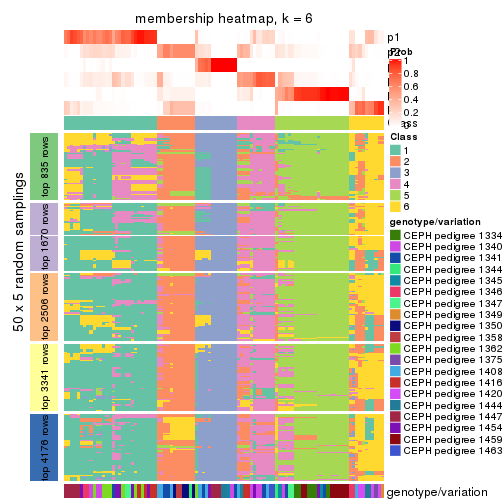 membership heatmap, k = 6
p1
p2
Prob
1
0.8
0.6
0.4
0.2
0
Class
1
2
3
4
5
6
genotype/variation
CEPH pedigree 1334
CEPH pedigree 1340
CEPH pedigree 1341
CEPH pedigree 1344
CEPH pedigree 1345
CEPH pedigree 1346
CEPH pedigree 1347
CEPH pedigree 1349
CEPH pedigree 1350
CEPH pedigree 1358
CEPH pedigree 1362
CEPH pedigree 1375
CEPH pedigree 1408
CEPH pedigree 1416
CEPH pedigree 1420
CEPH pedigree 1444
CEPH pedigree 1447
CEPH pedigree 1454
CEPH pedigree 1459
CEPH pedigree 1463
50 x 5 random samplings
top 835 rows
top 1670 rows
top 2506 rows
top 3341 rows
top 4176 rows
genotype/variation